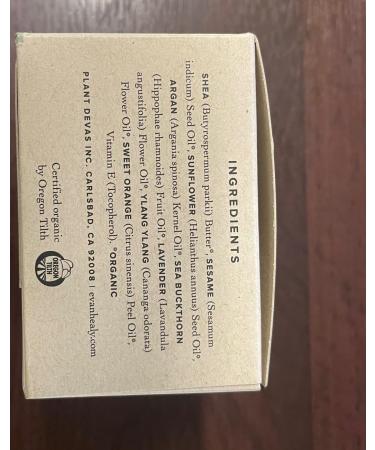 INGREDIENTS
SHEA (Butyrospermum parkii) Butter°, SESAME (Sesamum
indicum) Seed Oil°, SUNFLOWER (Helianthus annuus) Seed Oil°,
ARGAN (Argania spinosa) Kernel Oil°, SEA BUCKTHORN
(Hippophae rhamnoides) Fruit Oil°, LAVENDER (Lavandula
angustifolia) Flower Oil°, YLANG YLANG (Cananga odorata)
Flower Oil°, SWEET ORANGE (Citrus sinensis) Peel Oil°,
Vitamin E (Tocopherol). °ORGANIC
Certified organic
by Oregon Tilth
OREGON
TILTH
PLANT DEVAS INC. CARLSBAD, CA 92008 | evanhealy.com